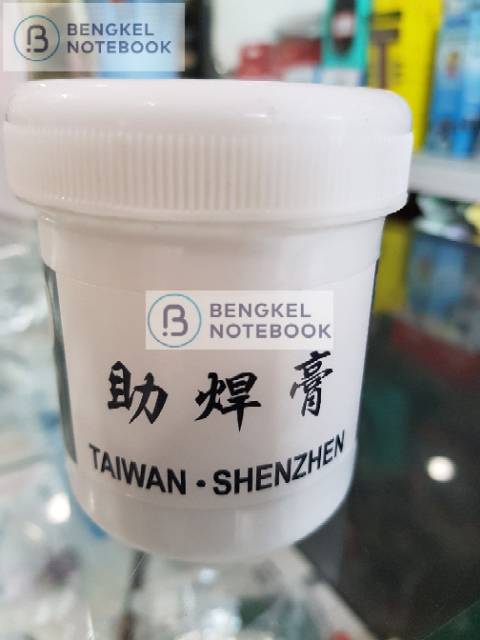 BENGKEL
NOTEBOOK
BENGKEL
NOTEBOOK
助焊膏
TAIWAN · SHENZHEN